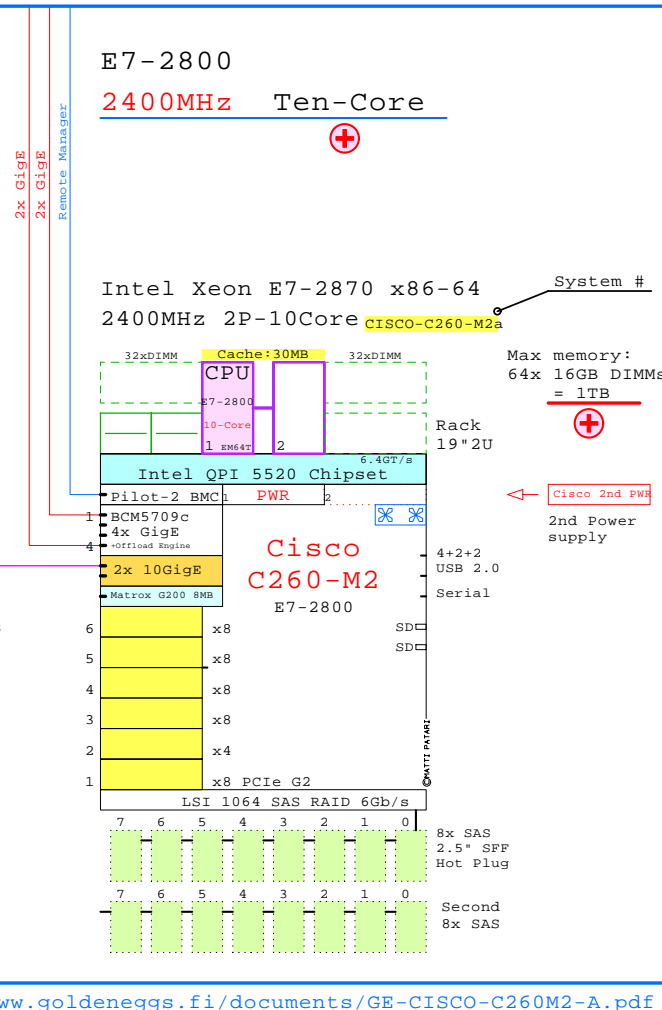 E7-2800
2400MHz Ten-Core
2x GigE
2x GigE
Remote Manager
Intel Xeon E7-2870 x86-64
System #
2400MHz 2P-10Core CISCO-C260-M2a
32xDIMM
Cache:30MB
32xDIMM
Max memory:
64x 16GB DIMMs
= 1TB
CPU
E7-2800
10-Core
1 EM64T
2
Rack
19"2U
6.4GT/s
Intel QPI 5520 Chipset
Pilot-2 BMC
1 PWR 2
Cisco 2nd PWR
2nd Power
supply
1 BCM5709c
4x GigE
4 +Offload Engine
2x 10GigE
Matrox G200 8MB
Cisco
C260-M2
E7-2800
4+2+2
USB 2.0
Serial
SD
SD
6 x8
5 x8
4 x8
3 x8
2 x4
1 x8 PCIe G2
©MATTI PATARI
LSI 1064 SAS RAID 6Gb/s
7 6 5 4 3 2 1 0
8x SAS
2.5" SFF
Hot Plug
7 6 5 4 3 2 1 0
Second
8x SAS
ww.goldeneggs.fi/documents/GE-CISCO-C260M2-A.pdf